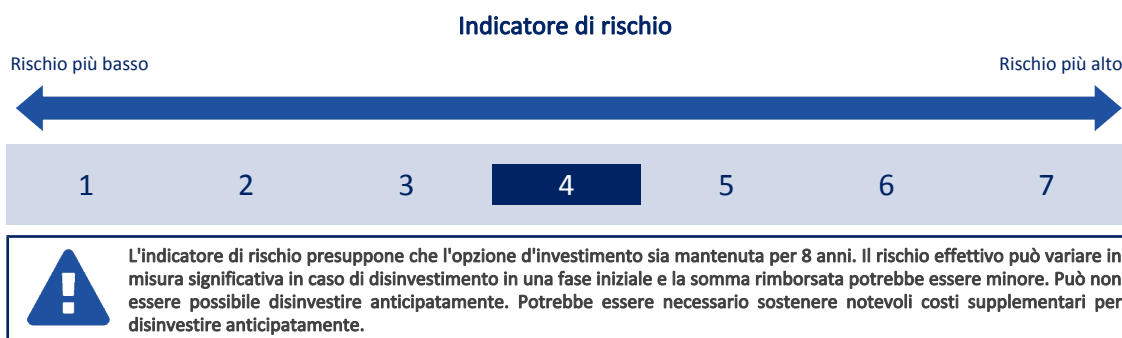 Indicatore di rischio
Rischio più basso
Rischio più alto
1 2 3 4 5 6 7
L'indicatore di rischio presuppone che l'opzione d'investimento sia mantenuta per 8 anni. Il rischio effettivo può variare in
misura significativa in caso di disinvestimento in una fase iniziale e la somma rimborsata potrebbe essere minore. Può non
essere possibile disinvestire anticipatamente. Potrebbe essere necessario sostenere notevoli costi supplementari per
disinvestire anticipatamente.